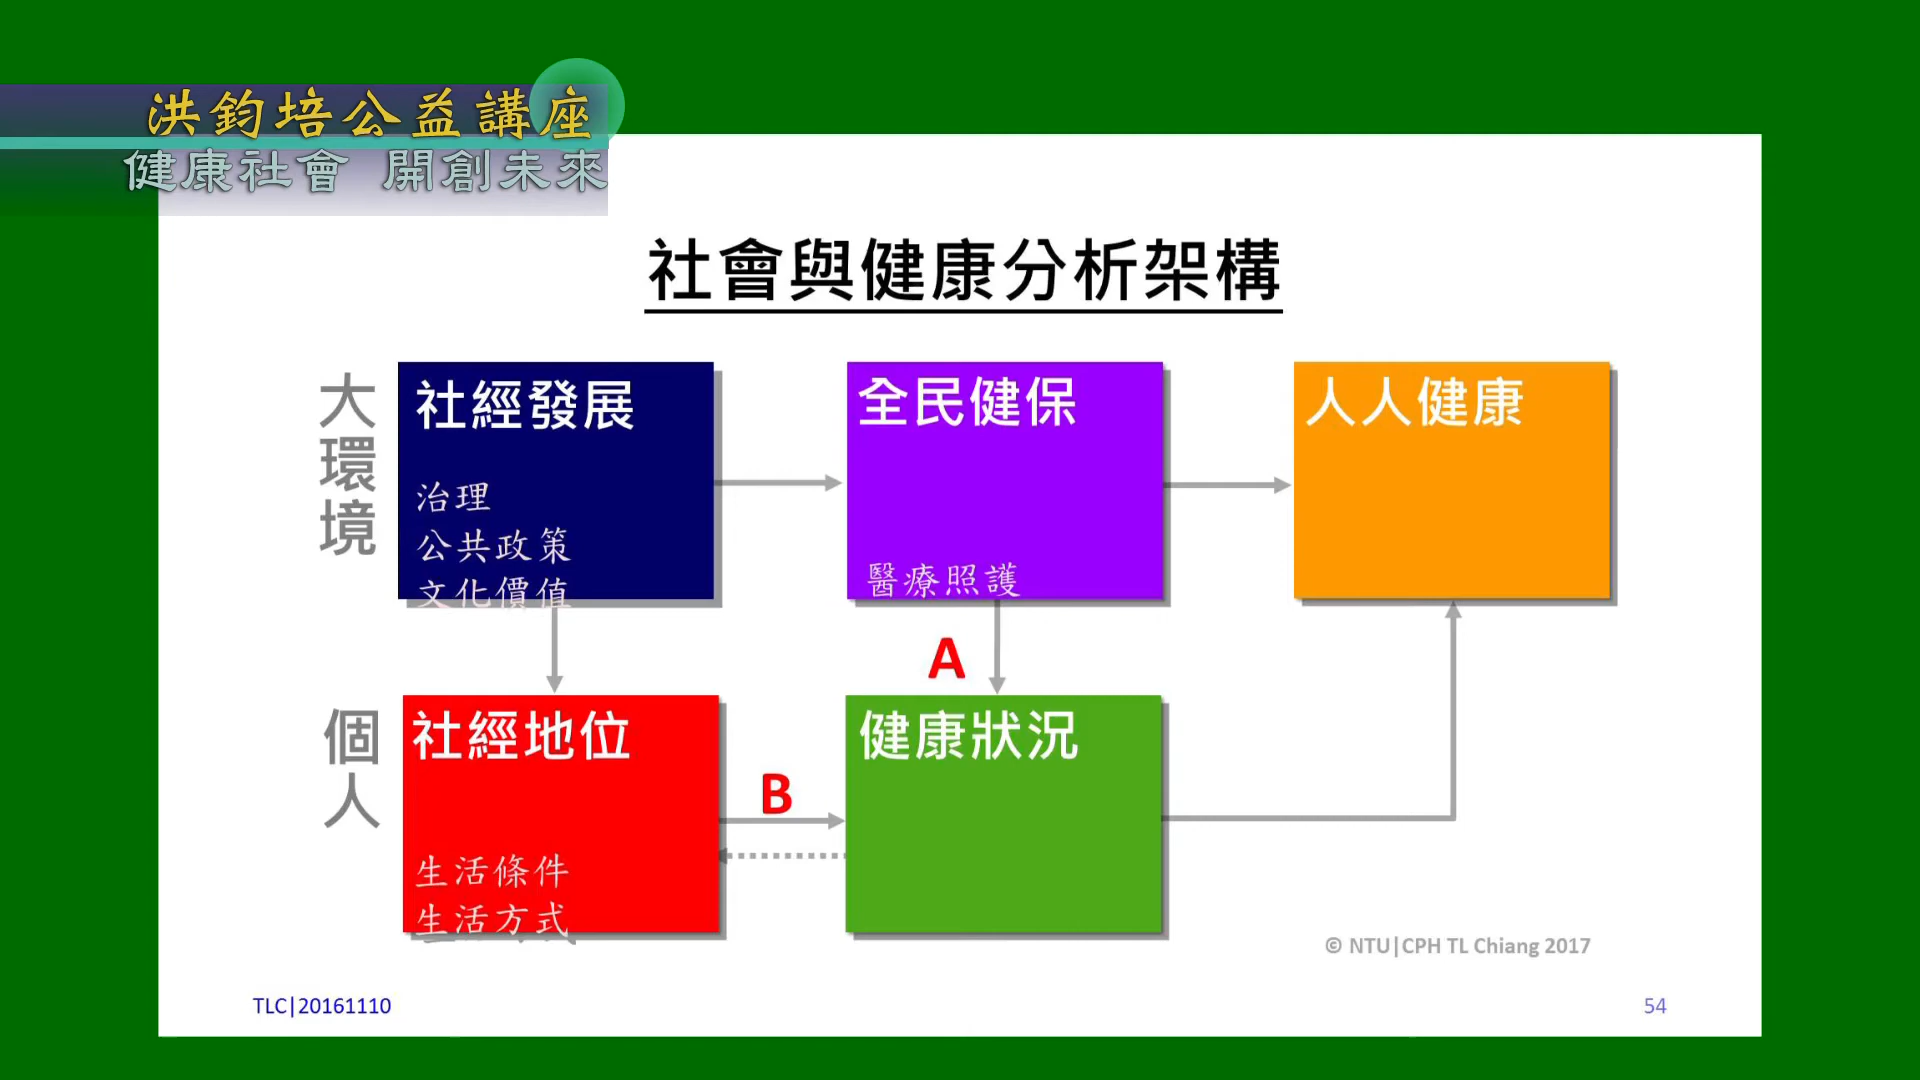 洪鈞培公益講座
健康社會 開創未來
社會與健康分析架構
大環境
社經發展
治理
公共政策
文化價值
全民健保
醫療照護
人人健康
A
個人
社經地位
生活條件
生活方式
B
健康狀況
© NTU|CPH TL Chiang 2017
TLC|20161110
54